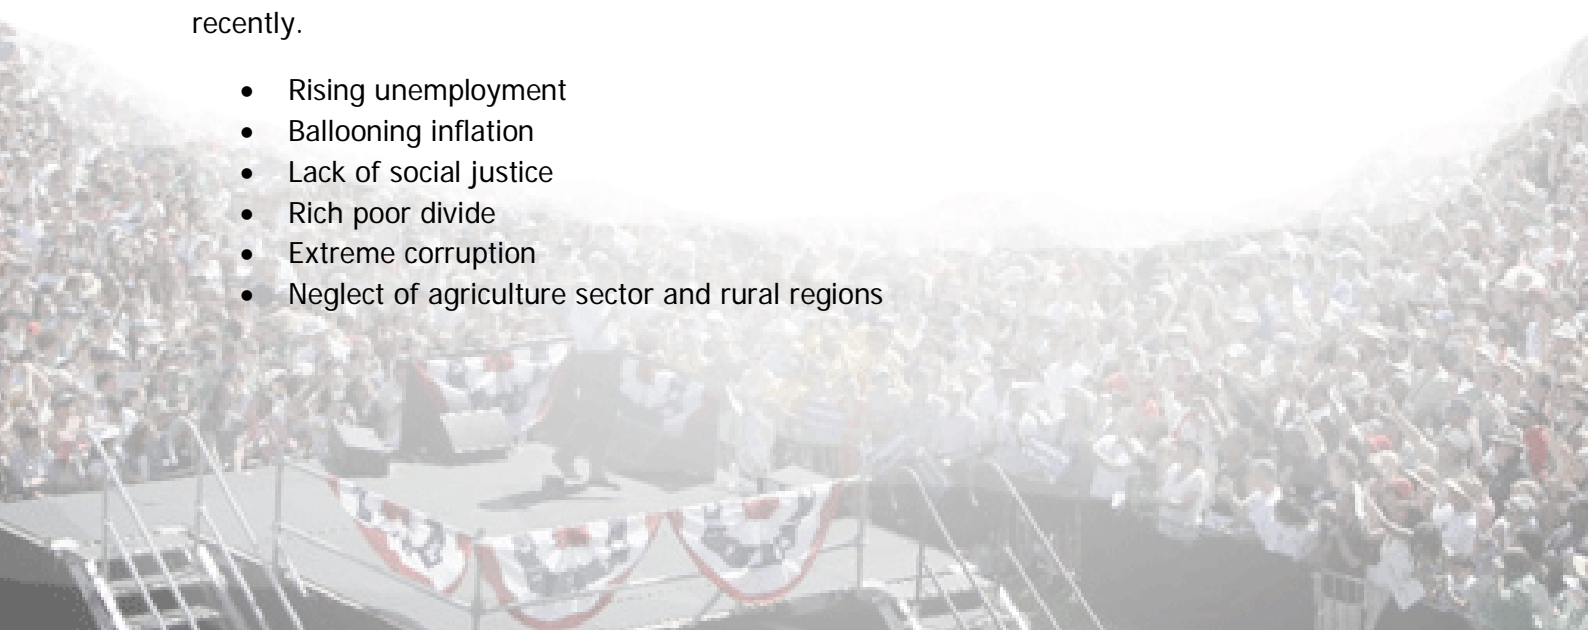 recently.
• Rising unemployment
• Ballooning inflation
• Lack of social justice
• Rich poor divide
• Extreme corruption
• Neglect of agriculture sector and rural regions